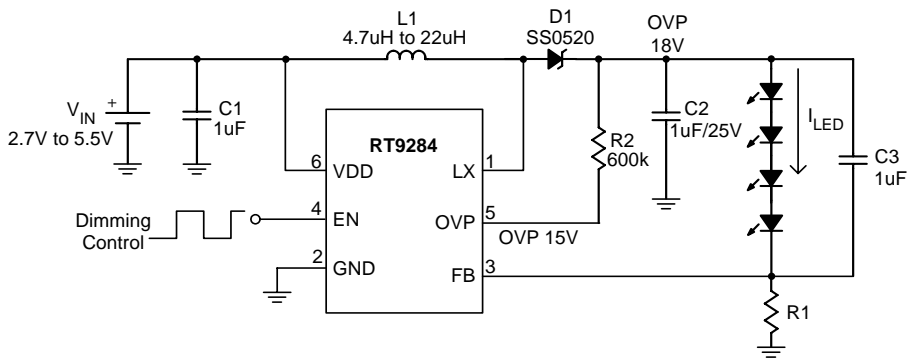 L1
4.7uH to 22uH
D1
SS0520
OVP
18V
VIN
+
2.7V to 5.5V
C1
1uF
RT9284
R2
600k
C2
1uF/25V
ILED
C3
1uF
6
VDD
LX
1
Dimming
Control
4
EN
OVP
5
OVP 15V
2
GND
FB
3
R1